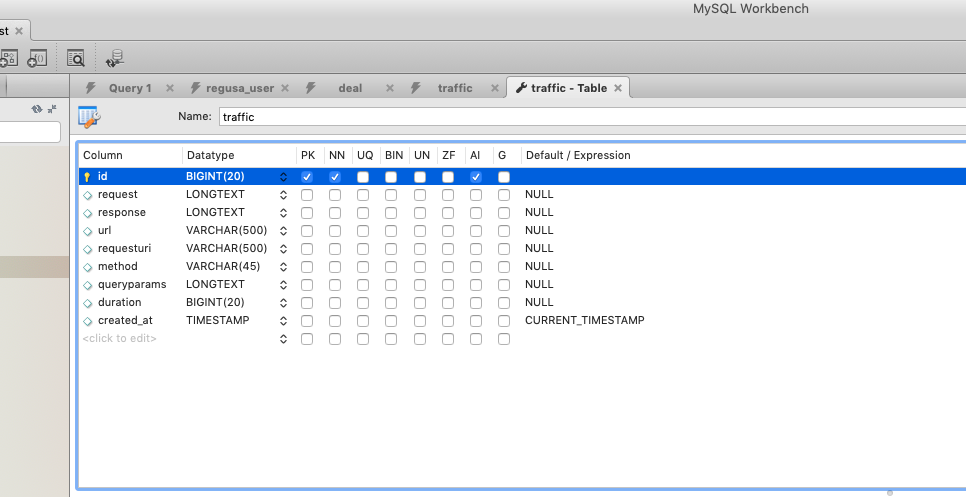 MySQL Workbench
st
Query 1 regusa_user deal traffic traffic - Table
Name: traffic
Column Datatype PK NN UQ BIN UN ZF AI G Default / Expression
id BIGINT(20)
request LONGTEXT NULL
response LONGTEXT NULL
url VARCHAR(500) NULL
requesturi VARCHAR(500) NULL
method VARCHAR(45) NULL
queryparams LONGTEXT NULL
duration BIGINT(20) NULL
created_at TIMESTAMP CURRENT_TIMESTAMP
<click to edit>